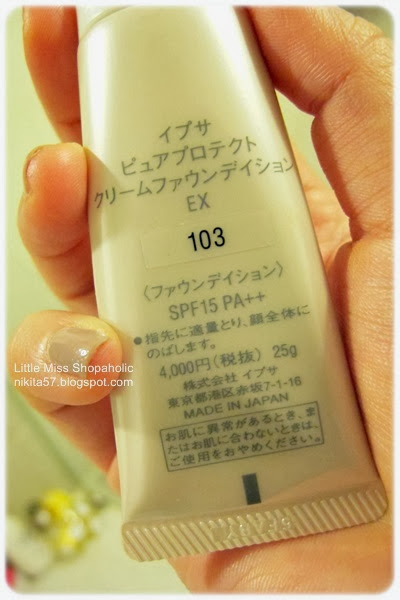 イプサ
ピュアプロテクト
クリームファウンデイション
EX
103
〈ファウンデイション〉
SPF15 PA++
●指先に適量とり、顔全体に
のばします。
4,000円(税抜) 25g
株式会社 イプサ
東京都港区赤坂7-1-16
MADE IN JAPAN
お肌に異常があるとき、ま
たはお肌に合わないときは、
ご使用をおやめください。
Little Miss Shopaholic
nikita57.blogspot.com